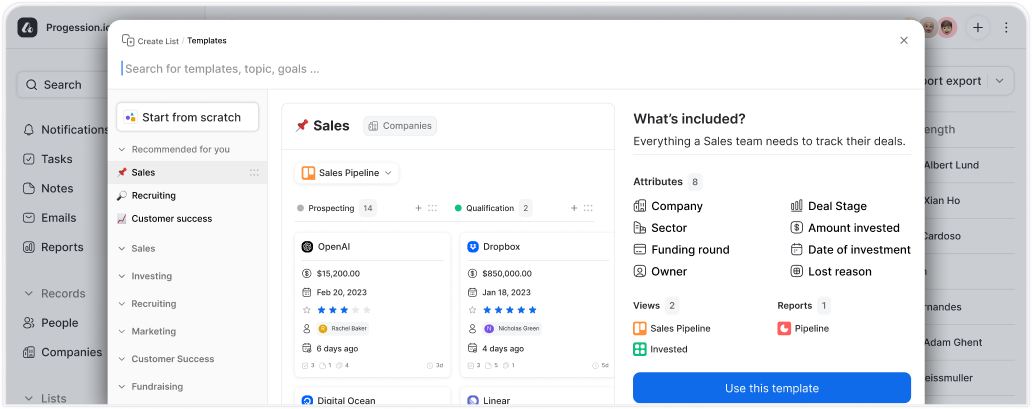 Progession.io
Search
Notifications
Tasks
Notes
Emails
Reports
Records
People
Companies
Lists
Create List / Templates
Search for templates, topic, goals ...
Start from scratch
Recommended for you
Sales
Recruiting
Customer success
Sales
Investing
Recruiting
Marketing
Customer Success
Fundraising
Sales
Companies
Sales Pipeline
Prospecting 14
Qualification 2
OpenAI
$15,200.00
Feb 20, 2023
Rachel Baker
6 days ago
3 1 4 3d
Dropbox
$850,000.00
Jan 18, 2023
N Nicholas Green
4 days ago
3 5 1 5d
Digital Ocean
Linear
What's included?
Everything a Sales team needs to track their deals.
Attributes 8
Company
Deal Stage
Sector
Amount invested
Funding round
Date of investment
Owner
Lost reason
Views 2
Reports 1
Sales Pipeline
Pipeline
Invested
Use this template
ort export
ength
Albert Lund
Xian Ho
Cardoso
rnandes
Adam Ghent
eissmuller